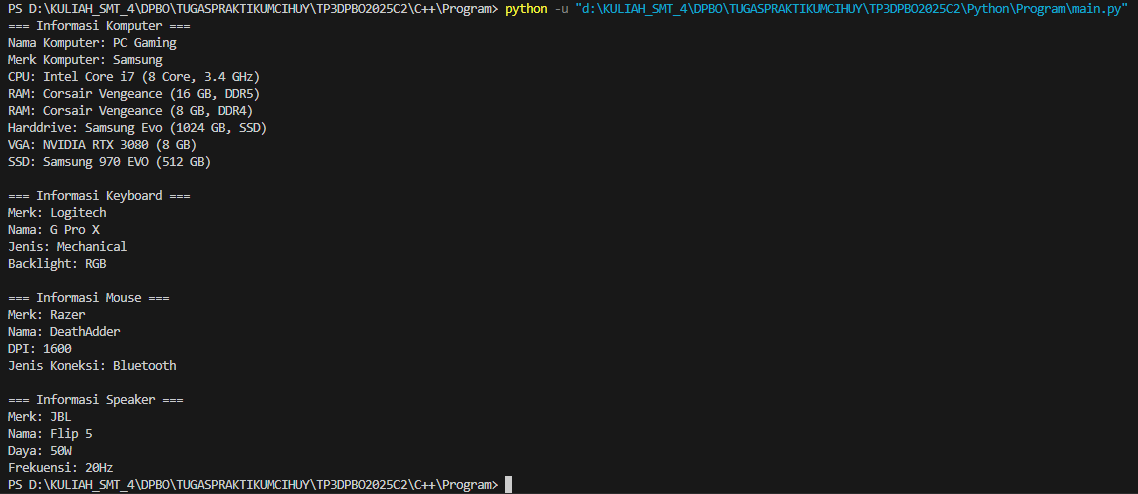 PS D:\KULIAH_SMT_4\DPBO\TUGASPRAKTIKUMCIHUY\TP3DPBO2025C2\C++\Program> python -u "d:\KULIAH_SMT_4\DPBO\TUGASPRAKTIKUMCIHUY\TP3DPBO2025C2\Python\Program\main.py"
=== Informasi Komputer ===
Nama Komputer: PC Gaming
Merk Komputer: Samsung
CPU: Intel Core i7 (8 Core, 3.4 GHz)
RAM: Corsair Vengeance (16 GB, DDR5)
RAM: Corsair Vengeance (8 GB, DDR4)
Harddrive: Samsung Evo (1024 GB, SSD)
VGA: NVIDIA RTX 3080 (8 GB)
SSD: Samsung 970 EVO (512 GB)
=== Informasi Keyboard ===
Merk: Logitech
Nama: G Pro X
Jenis: Mechanical
Backlight: RGB
=== Informasi Mouse ===
Merk: Razer
Nama: DeathAdder
DPI: 1600
Jenis Koneksi: Bluetooth
=== Informasi Speaker ===
Merk: JBL
Nama: Flip 5
Daya: 50W
Frekuensi: 20Hz
PS D:\KULIAH_SMT_4\DPBO\TUGASPRAKTIKUMCIHUY\TP3DPBO2025C2\C++\Program>